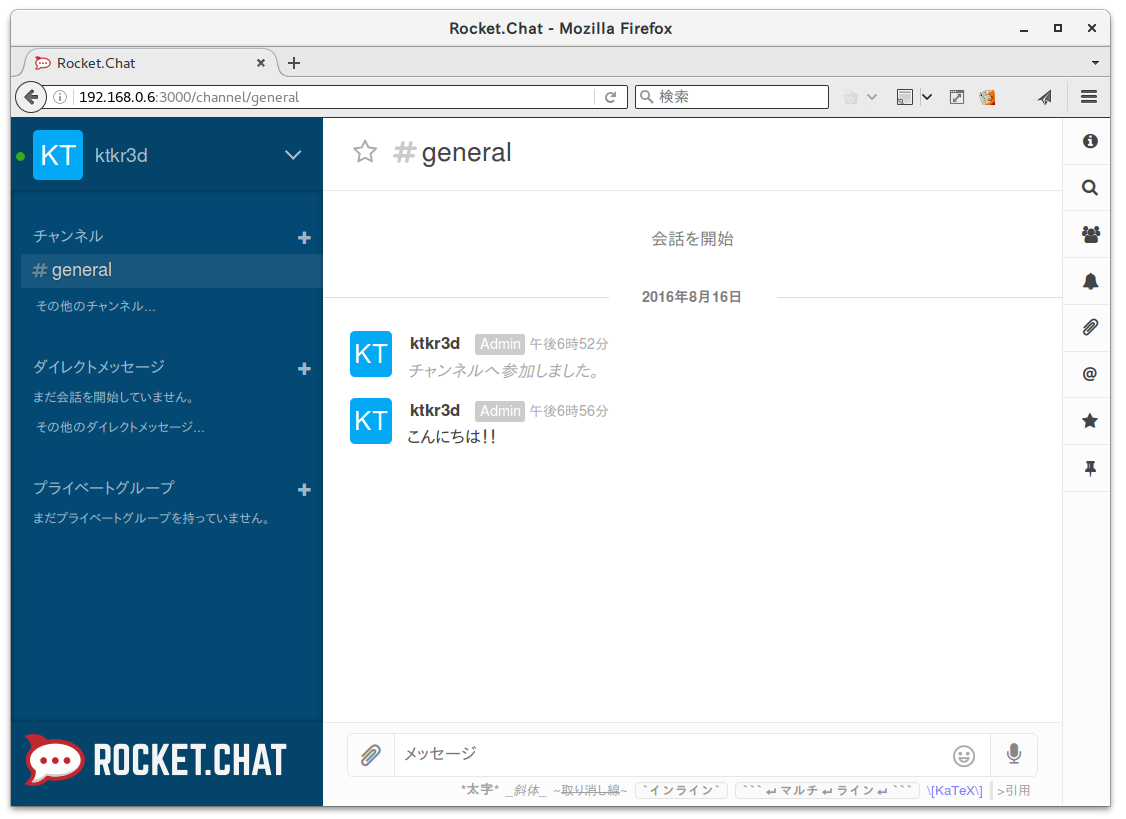 Rocket.Chat - Mozilla Firefox
Rocket.Chat
192.168.0.6:3000/channel/general
検索
KT ktkr3d
チャンネル
#general
その他のチャンネル...
ダイレクトメッセージ
まだ会話を開始していません。
その他のダイレクトメッセージ...
プライベートグループ
まだプライベートグループを持っていません。
ROCKET.CHAT
#general
会話を開始
2016年8月16日
KT ktkr3d Admin 午後6時52分
チャンネルへ参加しました。
KT ktkr3d Admin 午後6時56分
こんにちは!!
メッセージ
*太字* _斜体_ ~取り消し線~ `インライン` ```↵マルチ↵ライン↵``` \[KaTeX\] >引用